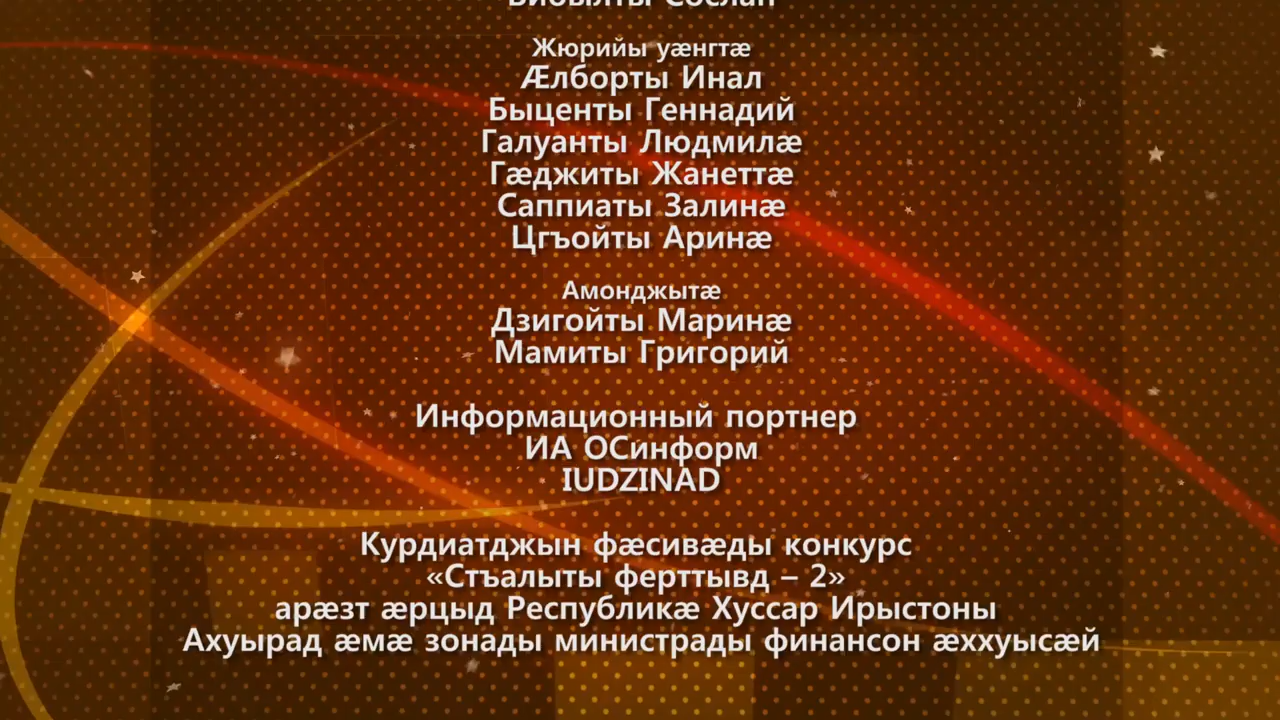 Жюрийы уæнгтæ
Æлборты Инал
Быценты Геннадий
Галуанты Людмилæ
Гæджиты Жанеттæ
Саппиаты Залинæ
Цгъойты Аринæ
Амонджытæ
Дзигойты Маринæ
Мамиты Григорий
Информационный портнер
ИА ОСинформ
IUDZINAD
Курдиатджын фæсивæды конкурс
«Стъалыты ферттывд – 2»
арæзт æрцыд Республикæ Хуссар Ирыстоны
Ахуырад æмæ зонады министрады финансон æххуысæй